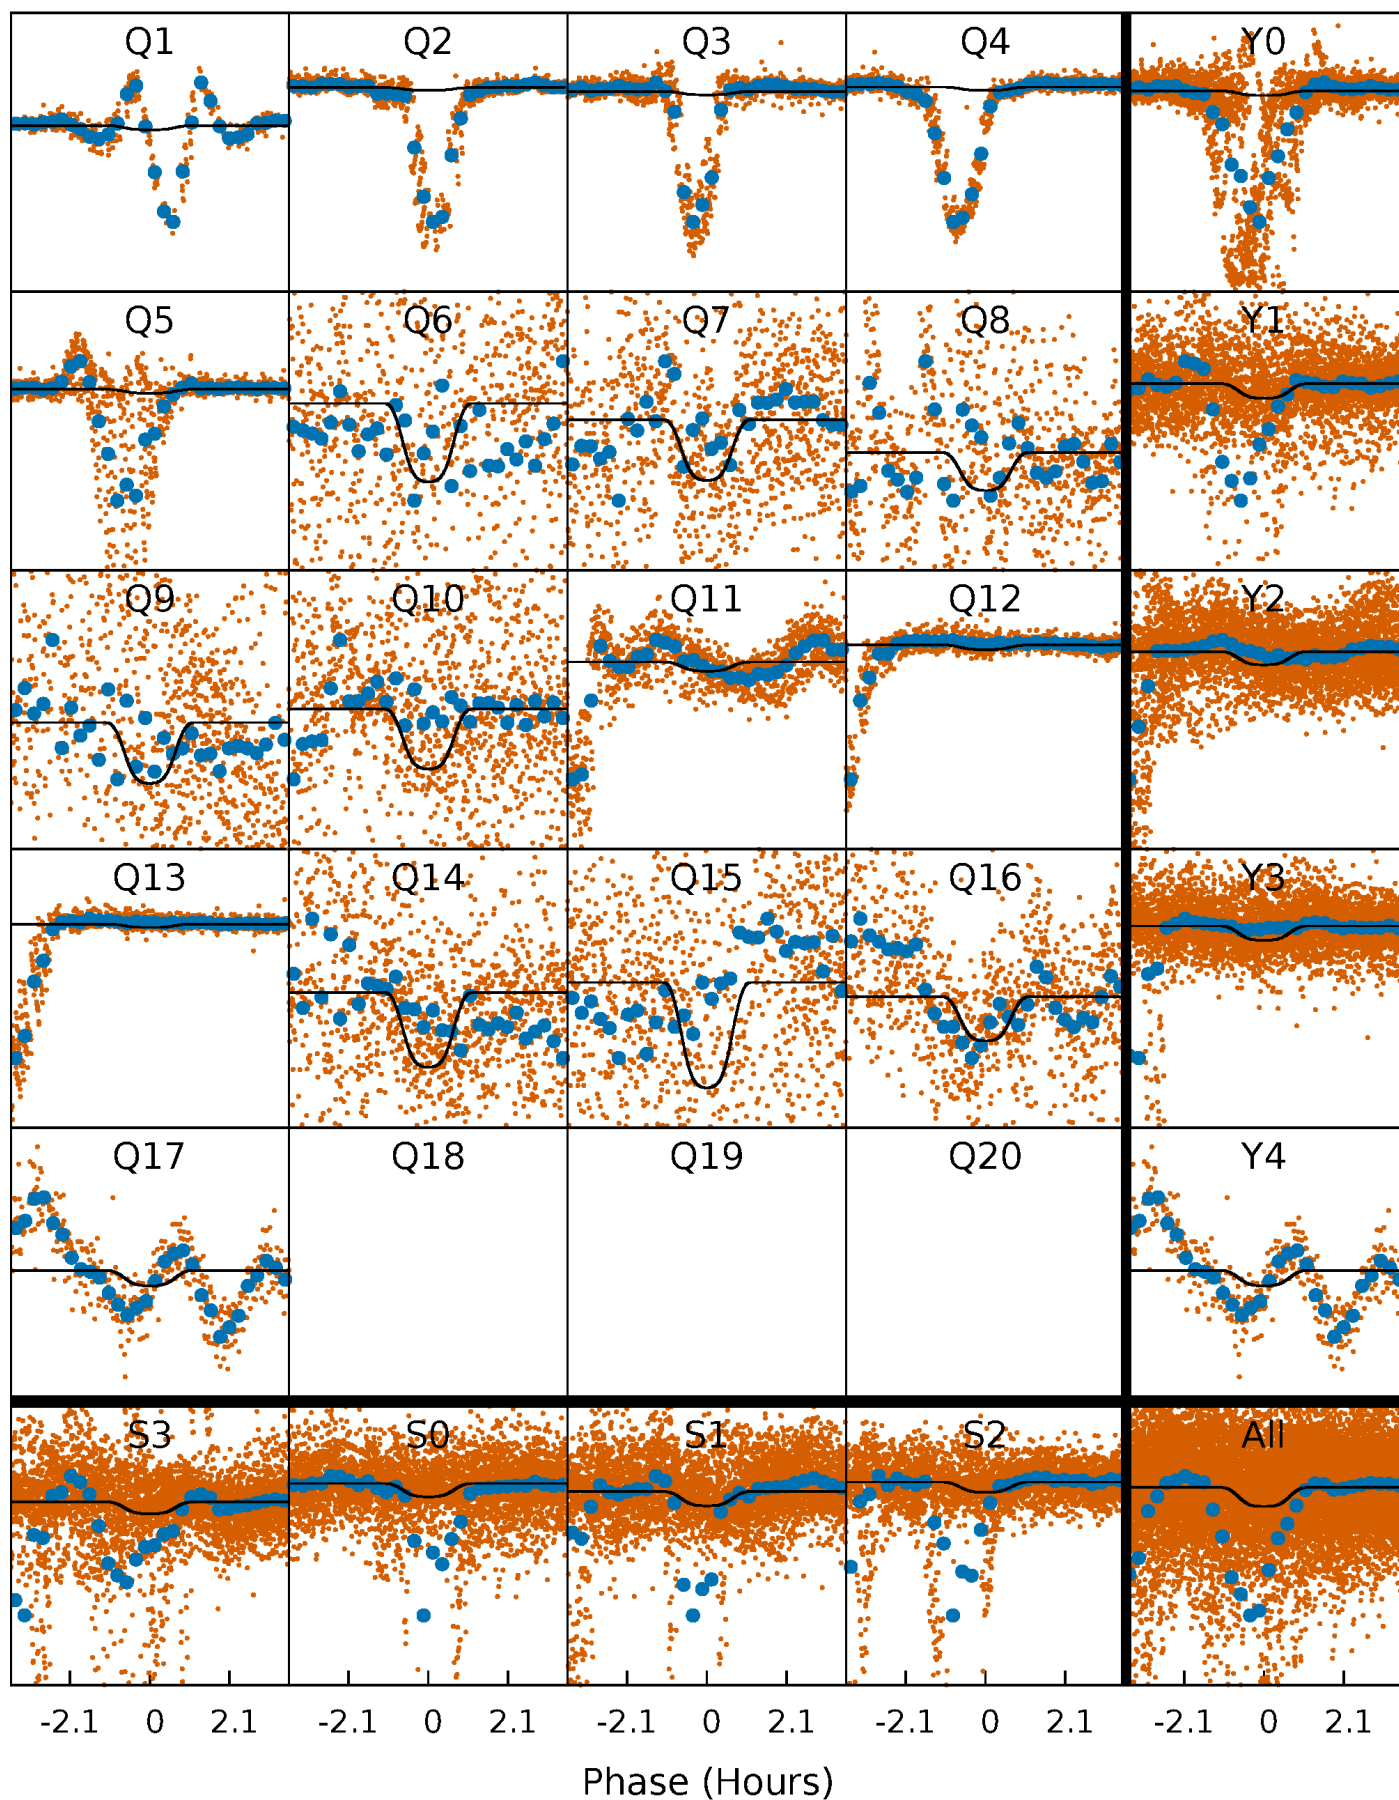 Q1 Q2 Q3 Q4 Y0
Q5 Q6 Q7 Q8 Y1
Q9 Q10 Q11 Q12 Y2
Q13 Q14 Q15 Q16 Y3
Q17 Q18 Q19 Q20 Y4
S3 S0 S1 S2 All
-2.1 0 2.1 -2.1 0 2.1 -2.1 0 2.1 -2.1 0 2.1 -2.1 0 2.1
Phase (Hours)